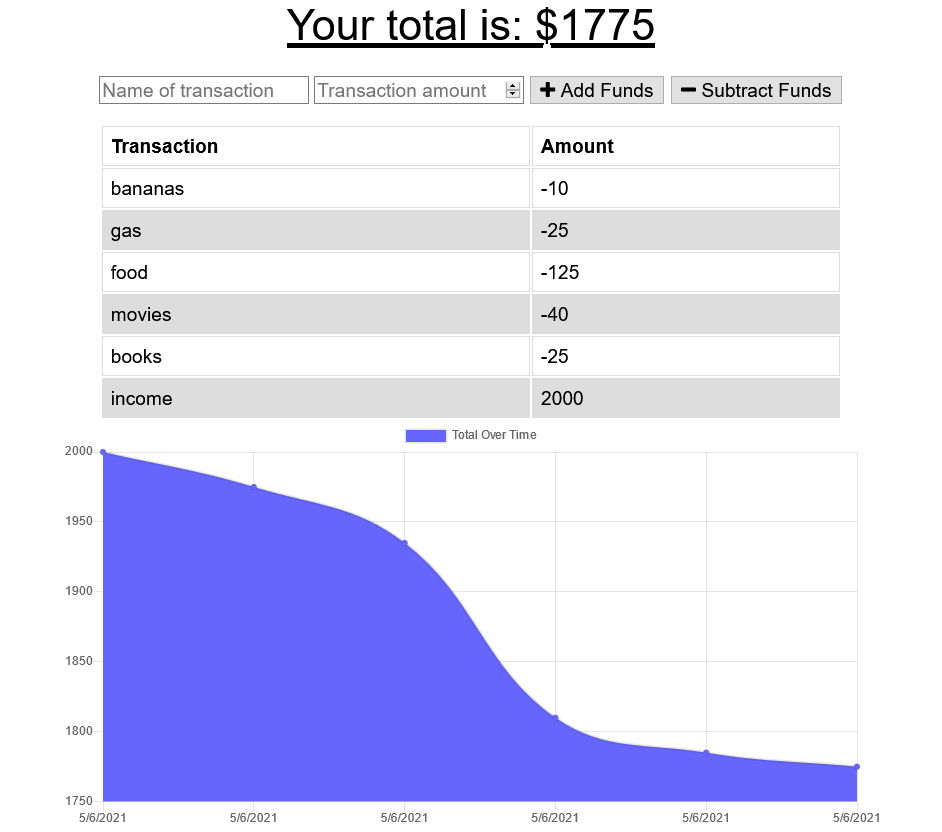 Your total is: $1775
Name of transaction Transaction amount Add Funds Subtract Funds
Transaction Amount
bananas -10
gas -25
food -125
movies -40
books -25
income 2000
Total Over Time
2000
1950
1900
1850
1800
1750
5/6/2021 5/6/2021 5/6/2021 5/6/2021 5/6/2021 5/6/2021